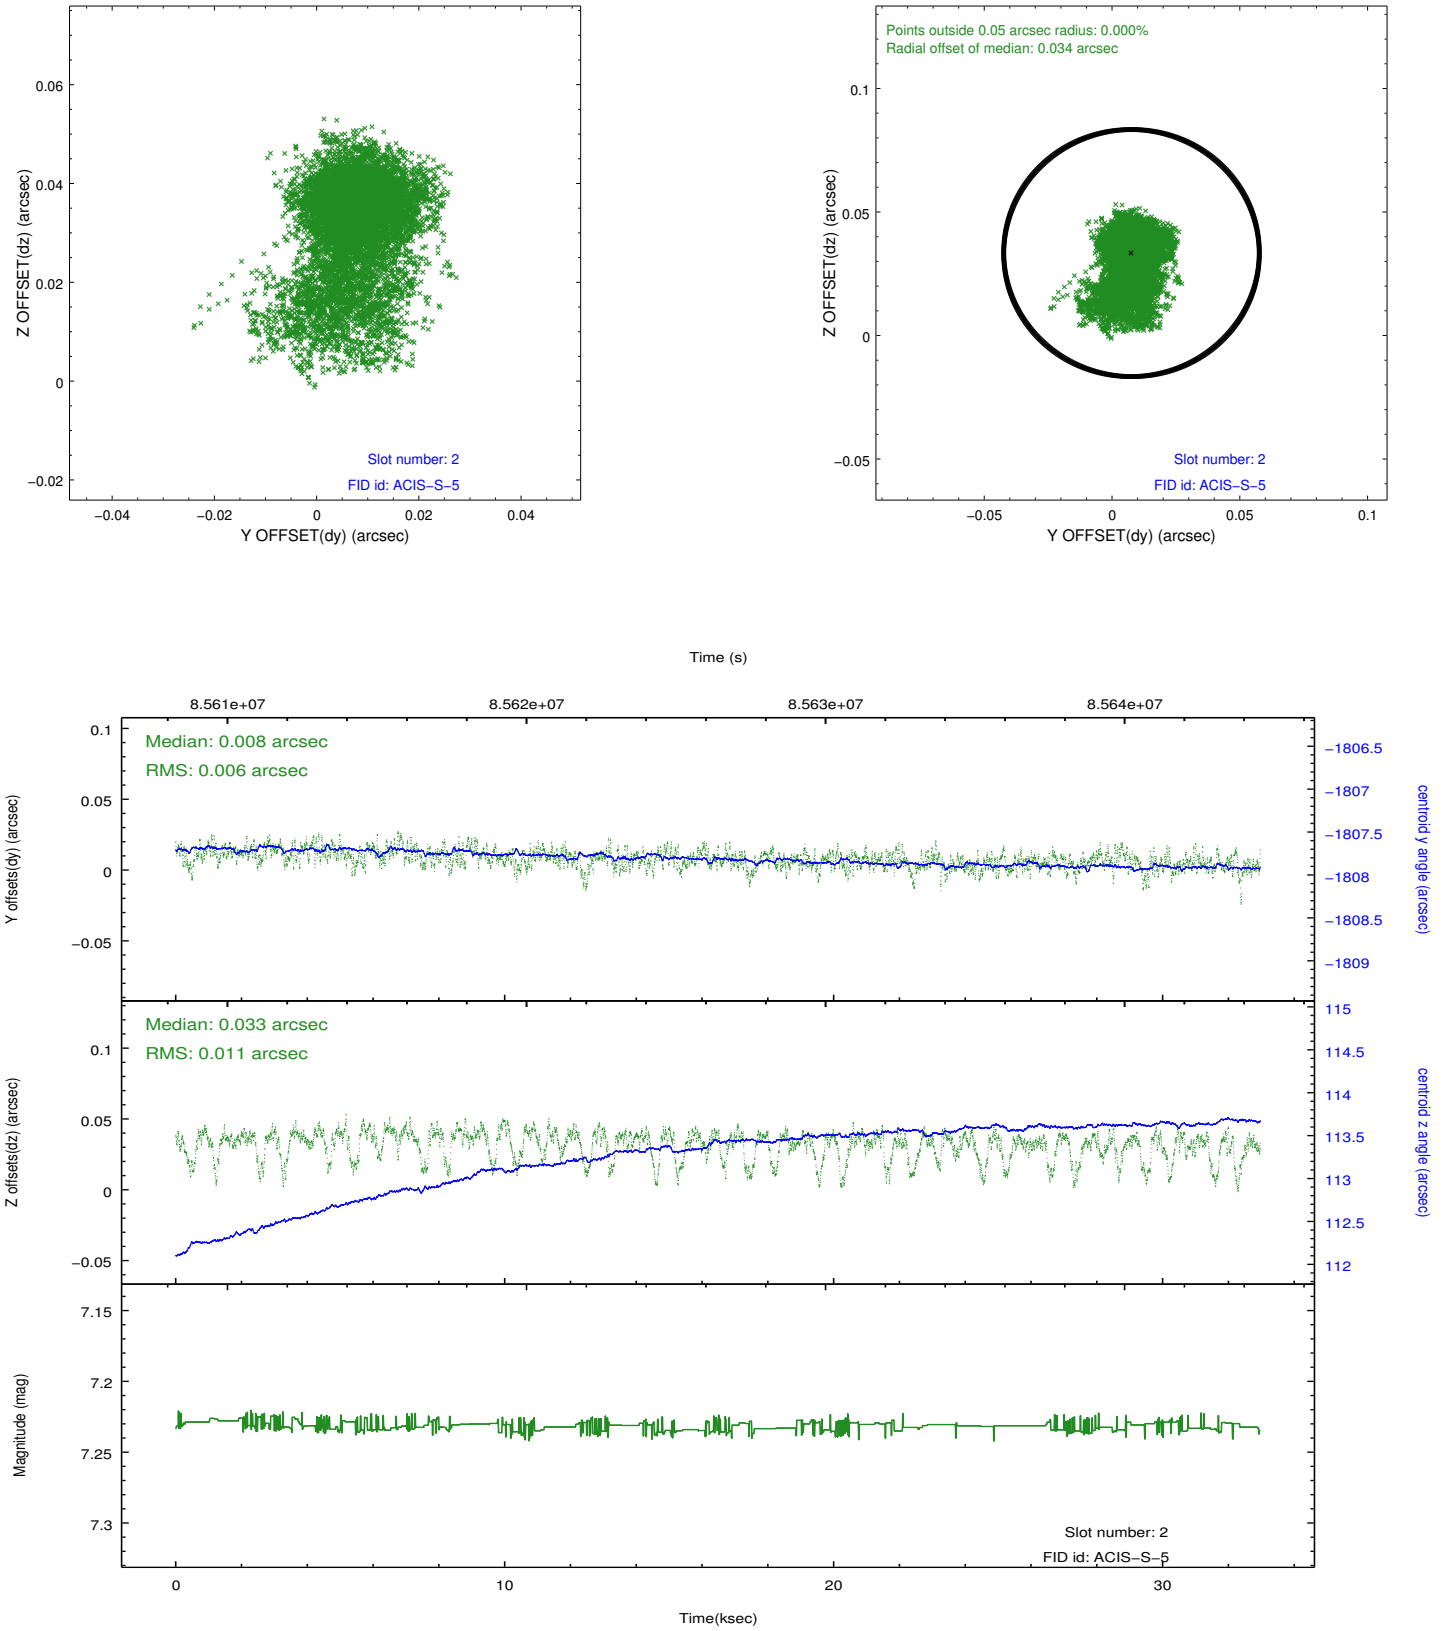 0.06
0.04
0.02
0
−0.02
Z OFFSET(dz) (arcsec)
Slot number: 2
FID id: ACIS−S−5
−0.04
−0.02
0
0.02
0.04
Y OFFSET(dy) (arcsec)
Points outside 0.05 arcsec radius: 0.000%
Radial offset of median: 0.034 arcsec
0.1
0.05
0
−0.05
Z OFFSET(dz) (arcsec)
Slot number: 2
FID id: ACIS−S−5
−0.05
0
0.05
0.1
Y OFFSET(dy) (arcsec)
Time (s)
8.561e+07
8.562e+07
8.563e+07
8.564e+07
Median: 0.008 arcsec
RMS: 0.006 arcsec
0.1
0.05
0
−0.05
Y offsets(dy) (arcsec)
−1806.5
−1807
−1807.5
−1808
−1808.5
−1809
centroid y angle (arcsec)
Median: 0.033 arcsec
RMS: 0.011 arcsec
0.1
0.05
0
−0.05
Z offsets(dz) (arcsec)
115
114.5
114
113.5
113
112.5
112
centroid z angle (arcsec)
7.15
7.2
7.25
7.3
Magnitude (mag)
Slot number: 2
FID id: ACIS−S−5
0
10
20
30
Time(ksec)